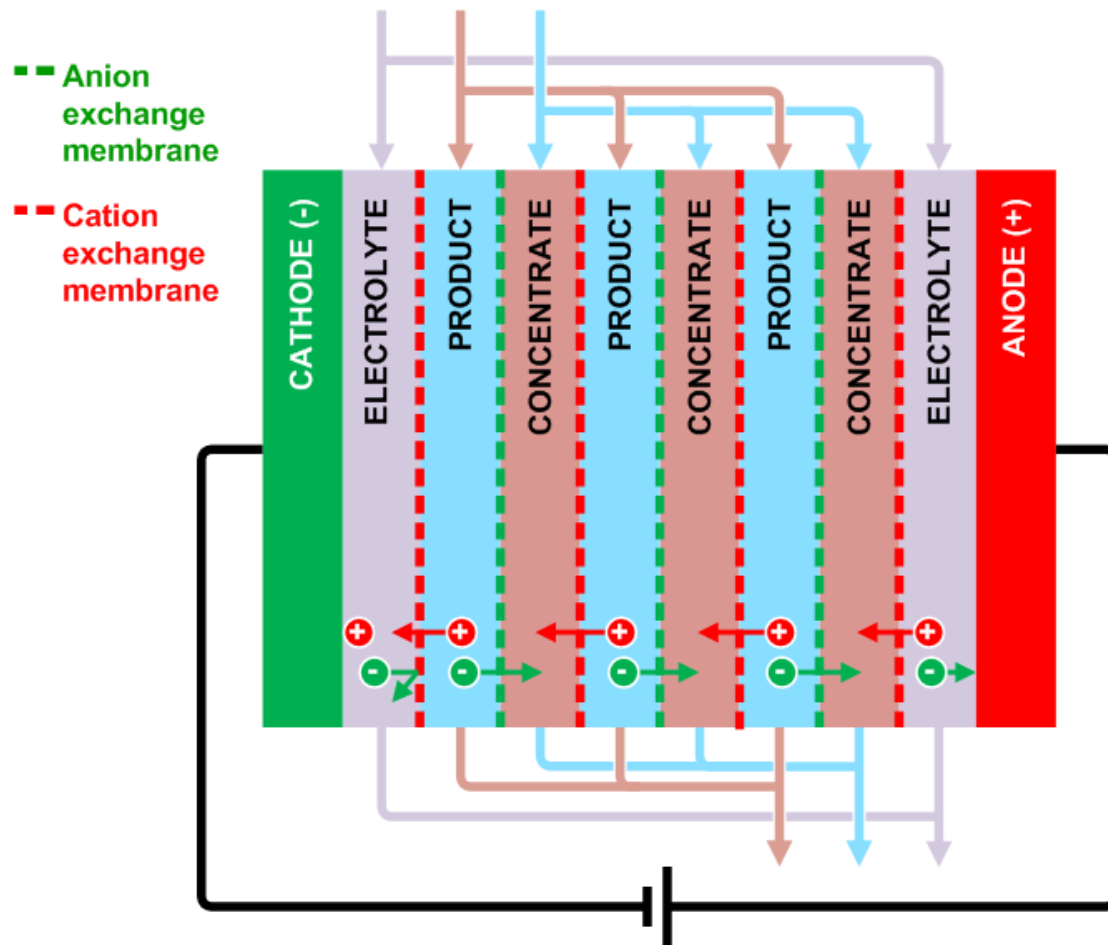 Anion
exchange
membrane
Cation
exchange
membrane
CATHODE (-)
ELECTROLYTE
PRODUCT
CONCENTRATE
PRODUCT
CONCENTRATE
PRODUCT
CONCENTRATE
ELECTROLYTE
ANODE (+)
+
+
+
+
+
-
-
-
-
-